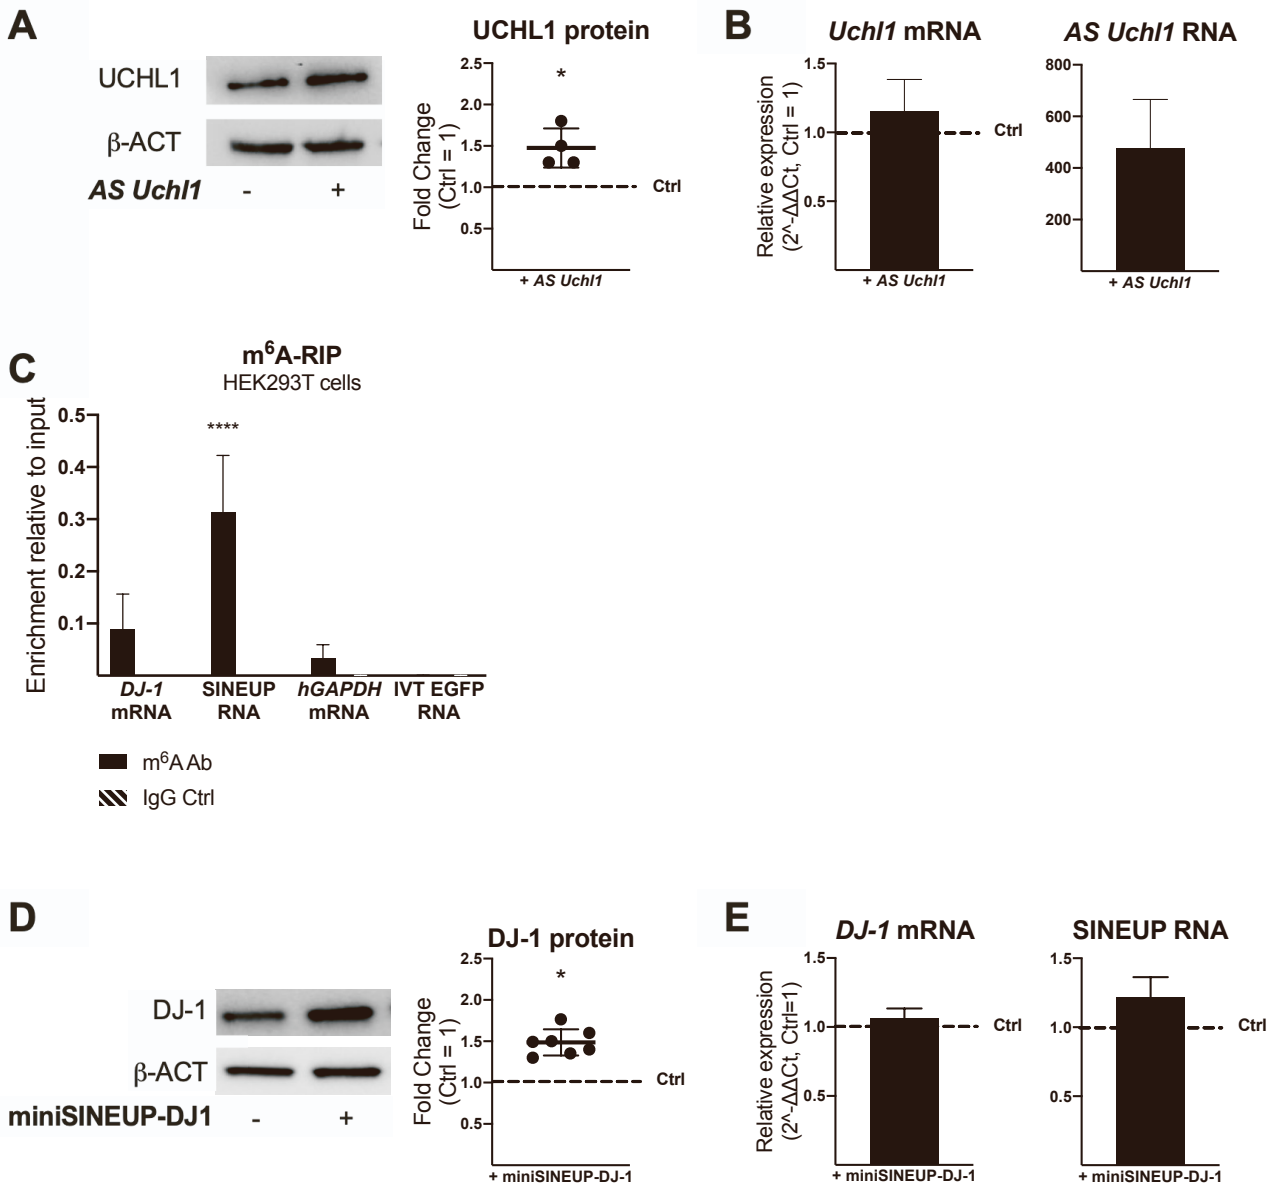 A
UCHL1
β-ACT
AS Uchl1 - +
UCHL1 protein
Fold Change
(Ctrl = 1)
2.5
2.0
1.5
1.0
0.5
*
Ctrl
+ AS Uchl1
B
Uchl1 mRNA
Relative expression
(2^-ΔΔCt, Ctrl = 1)
1.5
1.0
0.5
Ctrl
+ AS Uchl1
AS Uchl1 RNA
800
600
400
200
+ AS Uchl1
C
m⁶A-RIP
HEK293T cells
Enrichment relative to input
0.5
0.4
0.3
0.2
0.1
****
DJ-1
mRNA
SINEUP
RNA
hGAPDH
mRNA
IVT EGFP
RNA
m⁶A Ab
IgG Ctrl
D
DJ-1
β-ACT
miniSINEUP-DJ1 - +
DJ-1 protein
Fold Change
(Ctrl = 1)
2.5
2.0
1.5
1.0
0.5
*
Ctrl
+ miniSINEUP-DJ-1
E
DJ-1 mRNA
Relative expression
(2^-ΔΔCt, Ctrl=1)
1.5
1.0
0.5
Ctrl
+ miniSINEUP-DJ-1
SINEUP RNA
1.5
1.0
0.5
Ctrl
+ miniSINEUP-DJ-1